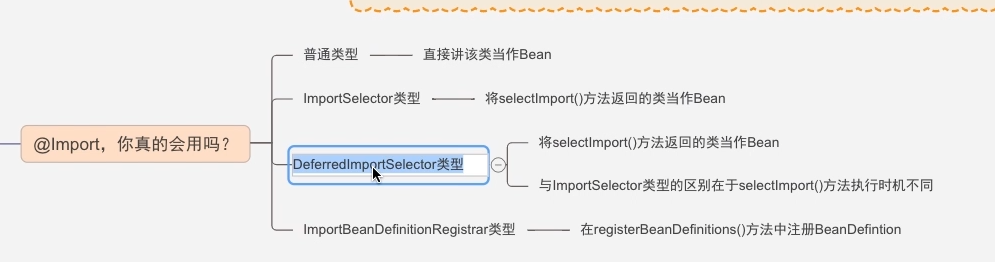 普通类型
直接讲该类当作Bean
ImportSelector类型
将selectImport()方法返回的类当作Bean
@Import，你真的会用吗？
DeferredImportSelector类型
将selectImport()方法返回的类当作Bean
与ImportSelector类型的区别在于selectImport()方法执行时机不同
ImportBeanDefinitionRegistrar类型
在registerBeanDefinitions()方法中注册BeanDefintion